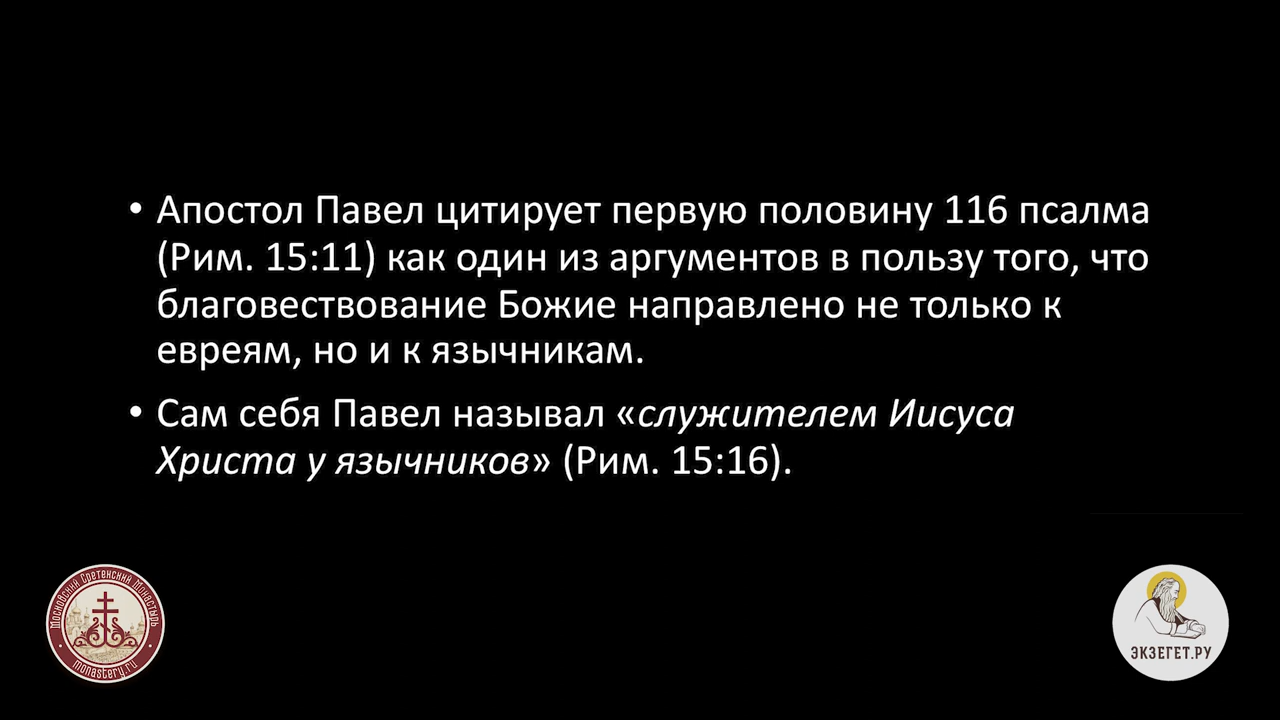 • Апостол Павел цитирует первую половину 116 псалма
(Рим. 15:11) как один из аргументов в пользу того, что
благовествование Божие направлено не только к
евреям, но и к язычникам.
• Сам себя Павел называл «служителем Иисуса
Христа у язычников» (Рим. 15:16).
Московский Сретенский Монастырь
monastery.ru
ЭКЗЕГЕТ.РУ